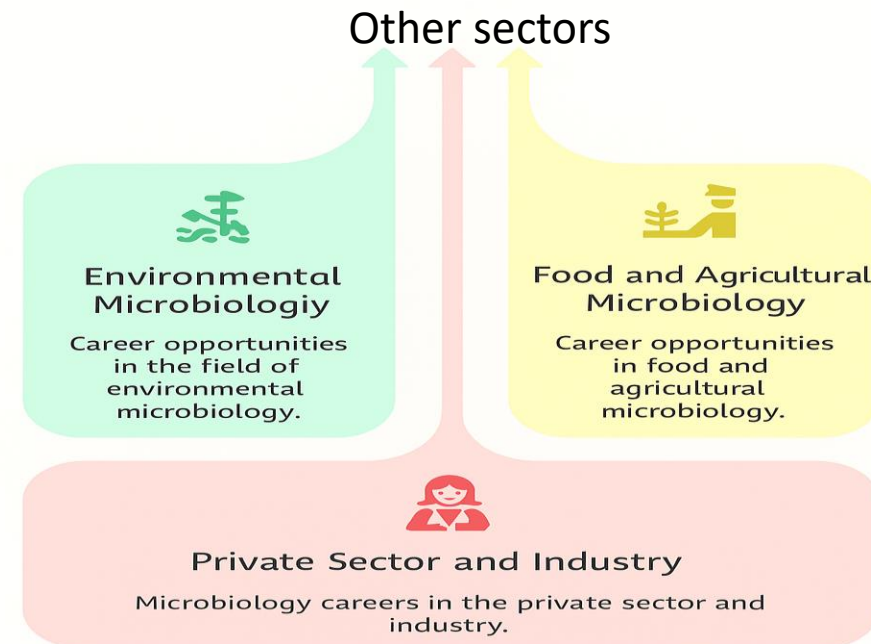 Other sectors
Environmental
Microbiologiy
Career opportunities
in the field of
environmental
microbiology.
Food and Agricultural
Microbiology
Career opportunities
in food and
agricultural
microbiology.
Private Sector and Industry
Microbiology careers in the private sector and
industry.